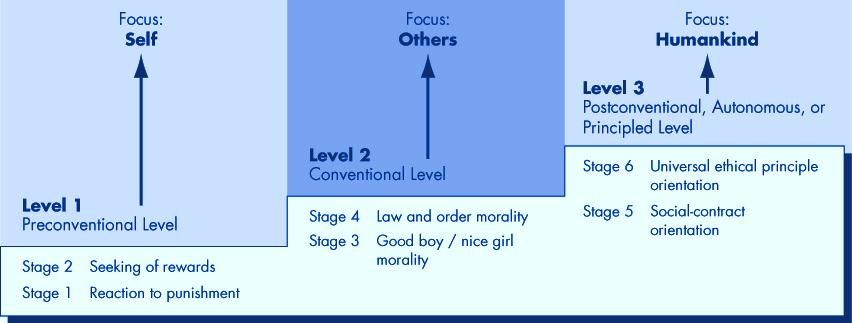 Focus:
Self
Level 1
Preconventional Level
Stage 2 Seeking of rewards
Stage 1 Reaction to punishment
Focus:
Others
Level 2
Conventional Level
Stage 4 Law and order morality
Stage 3 Good boy / nice girl
morality
Focus:
Humankind
Level 3
Postconventional, Autonomous, or
Principled Level
Stage 6 Universal ethical principle
orientation
Stage 5 Social-contract
orientation